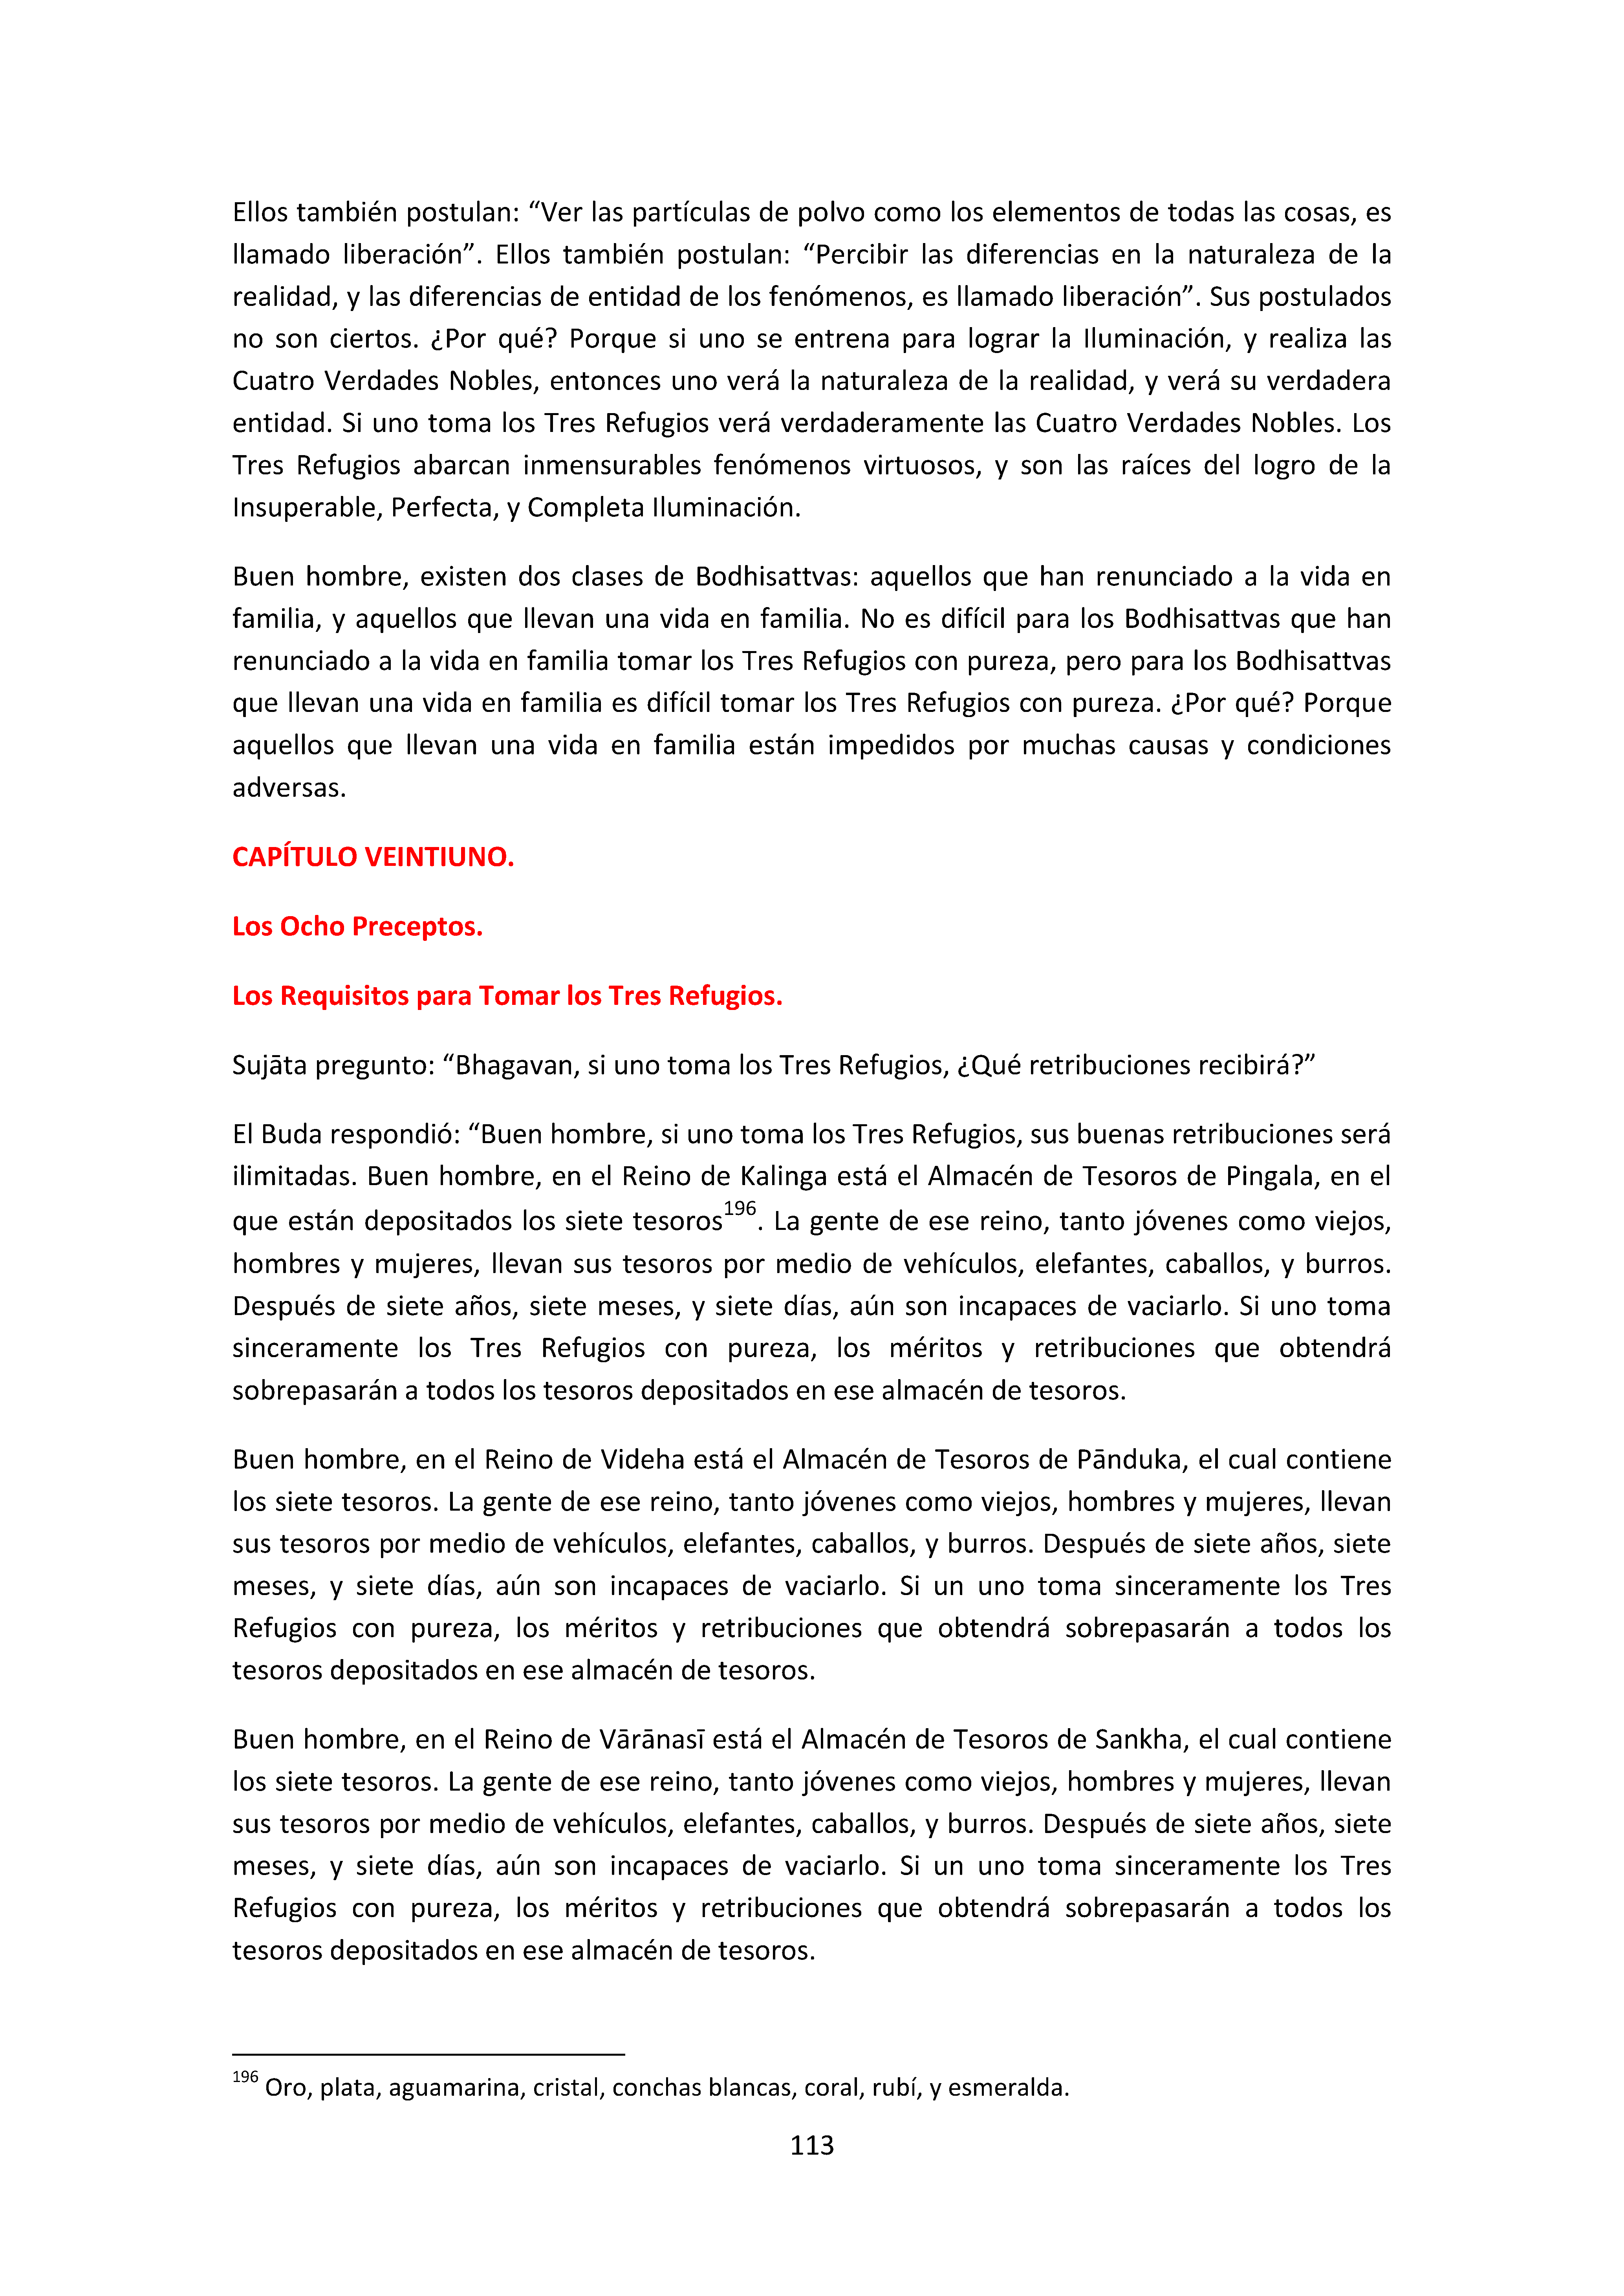 Ellos también postulan: “Ver las partículas de polvo como los elementos de todas las cosas, es
llamado liberación”. Ellos también postulan: “Percibir las diferencias en la naturaleza de la
realidad, y las diferencias de entidad de los fenómenos, es llamado liberación”. Sus postulados
no son ciertos. ¿Por qué? Porque si uno se entrena para lograr la Iluminación, y realiza las
Cuatro Verdades Nobles, entonces uno verá la naturaleza de la realidad, y verá su verdadera
entidad. Si uno toma los Tres Refugios verá verdaderamente las Cuatro Verdades Nobles. Los
Tres Refugios abarcan inmensurables fenómenos virtuosos, y son las raíces del logro de la
Insuperable, Perfecta, y Completa Iluminación.
Buen hombre, existen dos clases de Bodhisattvas: aquellos que han renunciado a la vida en
familia, y aquellos que llevan una vida en familia. No es difícil para los Bodhisattvas que han
renunciado a la vida en familia tomar los Tres Refugios con pureza, pero para los Bodhisattvas
que llevan una vida en familia es difícil tomar los Tres Refugios con pureza. ¿Por qué? Porque
aquellos que llevan una vida en familia están impedidos por muchas causas y condiciones
adversas.
CAPÍTULO VEINTIUNO.
Los Ocho Preceptos.
Los Requisitos para Tomar los Tres Refugios.
Sujāta pregunto: “Bhagavan, si uno toma los Tres Refugios, ¿Qué retribuciones recibirá?”
El Buda respondió: “Buen hombre, si uno toma los Tres Refugios, sus buenas retribuciones será
ilimitadas. Buen hombre, en el Reino de Kalinga está el Almacén de Tesoros de Pingala, en el
que están depositados los siete tesoros196. La gente de ese reino, tanto jóvenes como viejos,
hombres y mujeres, llevan sus tesoros por medio de vehículos, elefantes, caballos, y burros.
Después de siete años, siete meses, y siete días, aún son incapaces de vaciarlo. Si uno toma
sinceramente los Tres Refugios con pureza, los méritos y retribuciones que obtendrá
sobrepasarán a todos los tesoros depositados en ese almacén de tesoros.
Buen hombre, en el Reino de Videha está el Almacén de Tesoros de Pānduka, el cual contiene
los siete tesoros. La gente de ese reino, tanto jóvenes como viejos, hombres y mujeres, llevan
sus tesoros por medio de vehículos, elefantes, caballos, y burros. Después de siete años, siete
meses, y siete días, aún son incapaces de vaciarlo. Si un uno toma sinceramente los Tres
Refugios con pureza, los méritos y retribuciones que obtendrá sobrepasarán a todos los
tesoros depositados en ese almacén de tesoros.
Buen hombre, en el Reino de Vārānasī está el Almacén de Tesoros de Sankha, el cual contiene
los siete tesoros. La gente de ese reino, tanto jóvenes como viejos, hombres y mujeres, llevan
sus tesoros por medio de vehículos, elefantes, caballos, y burros. Después de siete años, siete
meses, y siete días, aún son incapaces de vaciarlo. Si un uno toma sinceramente los Tres
Refugios con pureza, los méritos y retribuciones que obtendrá sobrepasarán a todos los
tesoros depositados en ese almacén de tesoros.
196 Oro, plata, aguamarina, cristal, conchas blancas, coral, rubí, y esmeralda.
113